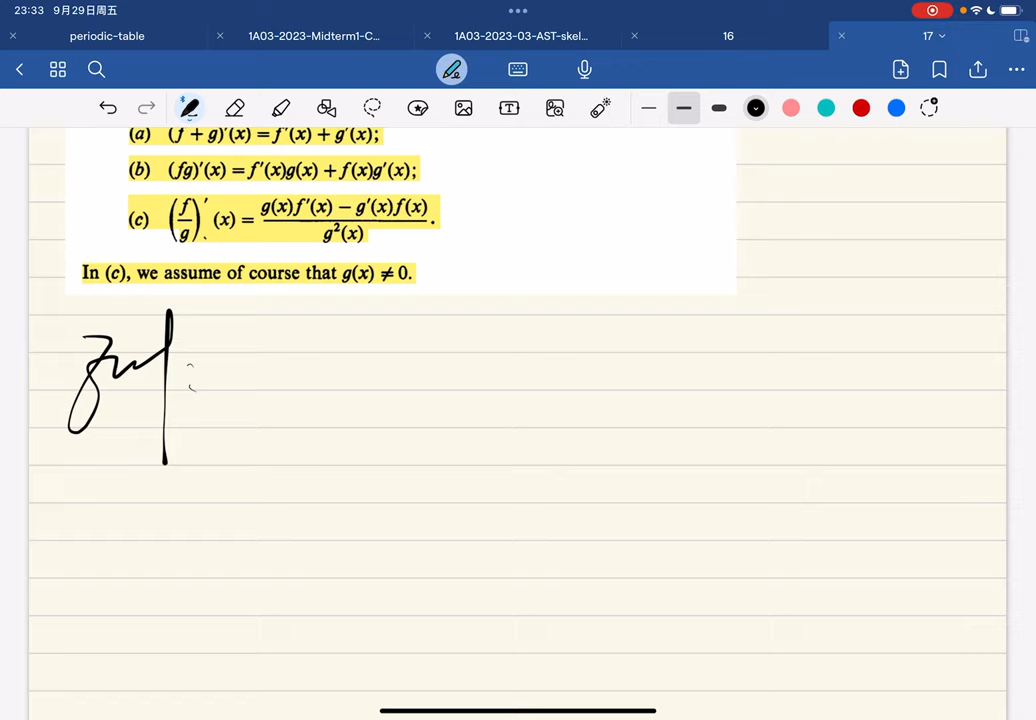 23:33 9月29日周五
periodic-table
1A03-2023-Midterm1-C...
1A03-2023-03-AST-skel...
16
17
(a) (f + g)′(x) = f′(x) + g′(x);
(b) (fg)′(x) = f′(x)g(x) + f(x)g′(x);
(c) (f/g)′(x) = (g(x)f′(x) − g′(x)f(x))/g²(x).
In (c), we assume of course that g(x) ≠ 0.